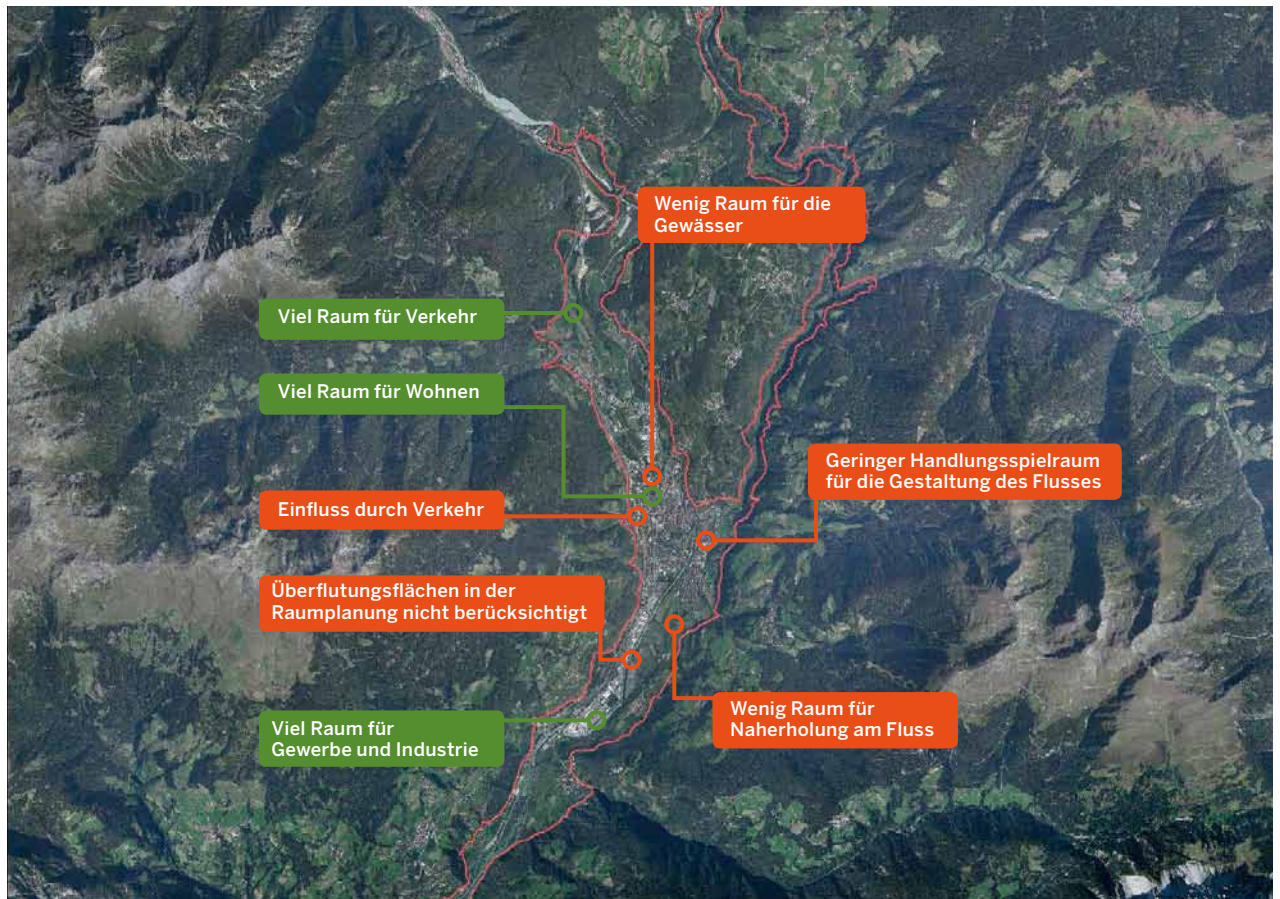 Wenig Raum für die
Gewässer
Viel Raum für Verkehr
Viel Raum für Wohnen
Geringer Handlungsspielraum
für die Gestaltung des Flusses
Einfluss durch Verkehr
Überflutungsflächen in der
Raumplanung nicht berücksichtigt
Wenig Raum für
Naherholung am Fluss
Viel Raum für
Gewerbe und Industrie